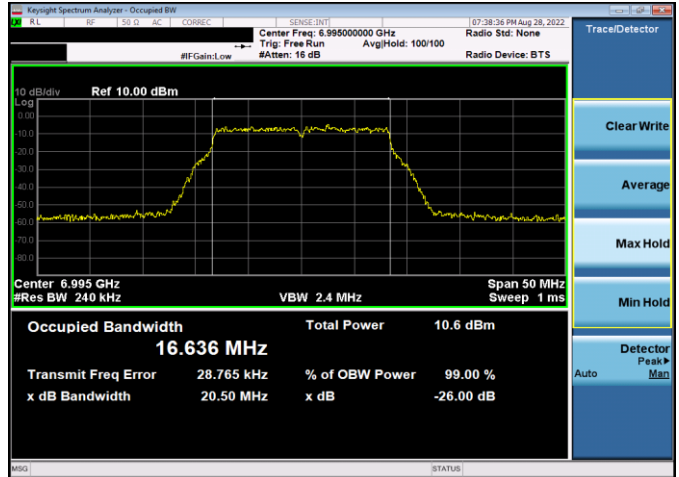 Keysight Spectrum Analyzer - Occupied BW
RL RF 50 Ω AC CORREC SENSE:INT 07:38:36 PM Aug 28, 2022
Center Freq: 6.995000000 GHz Radio Std: None
Trig: Free Run Avg|Hold: 100/100
#IFGain:Low #Atten: 16 dB Radio Device: BTS
10 dB/div Ref 10.00 dBm
Log
0.00
-10.0
-20.0
-30.0
-40.0
-50.0
-60.0
-70.0
-80.0
Center 6.995 GHz Span 50 MHz
#Res BW 240 kHz VBW 2.4 MHz Sweep 1 ms
Occupied Bandwidth Total Power 10.6 dBm
16.636 MHz
Transmit Freq Error 28.765 kHz % of OBW Power 99.00 %
x dB Bandwidth 20.50 MHz x dB -26.00 dB
MSG STATUS
Trace/Detector
Clear Write
Average
Max Hold
Min Hold
Detector
Peak▶
Auto Man